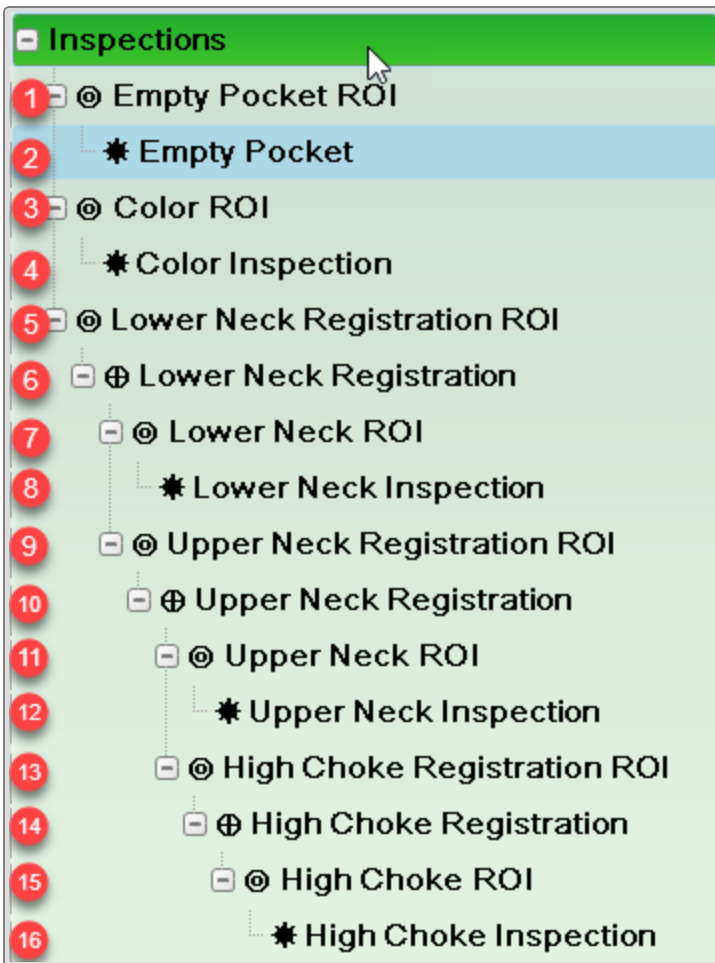 Inspections
1 Empty Pocket ROI
2 Empty Pocket
3 Color ROI
4 Color Inspection
5 Lower Neck Registration ROI
6 Lower Neck Registration
7 Lower Neck ROI
8 Lower Neck Inspection
9 Upper Neck Registration ROI
10 Upper Neck Registration
11 Upper Neck ROI
12 Upper Neck Inspection
13 High Choke Registration ROI
14 High Choke Registration
15 High Choke ROI
16 High Choke Inspection